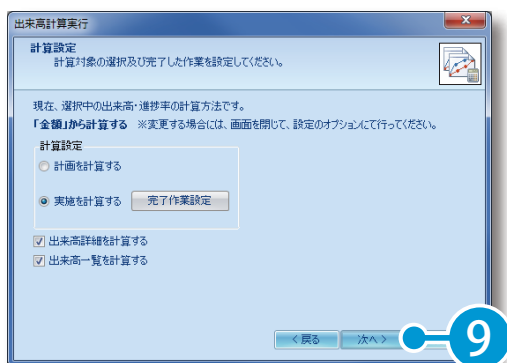 出来高計算実行
計算設定
計算対象の選択及び完了した作業を設定してください。
現在、選択中の出来高・進捗率の計算方法です。
「金額」から計算する ※変更する場合には、画面を閉じて、設定のオプションにて行ってください。
計算設定
計画を計算する
実施を計算する 完了作業設定
出来高詳細を計算する
出来高一覧を計算する
<戻る 次へ> 9